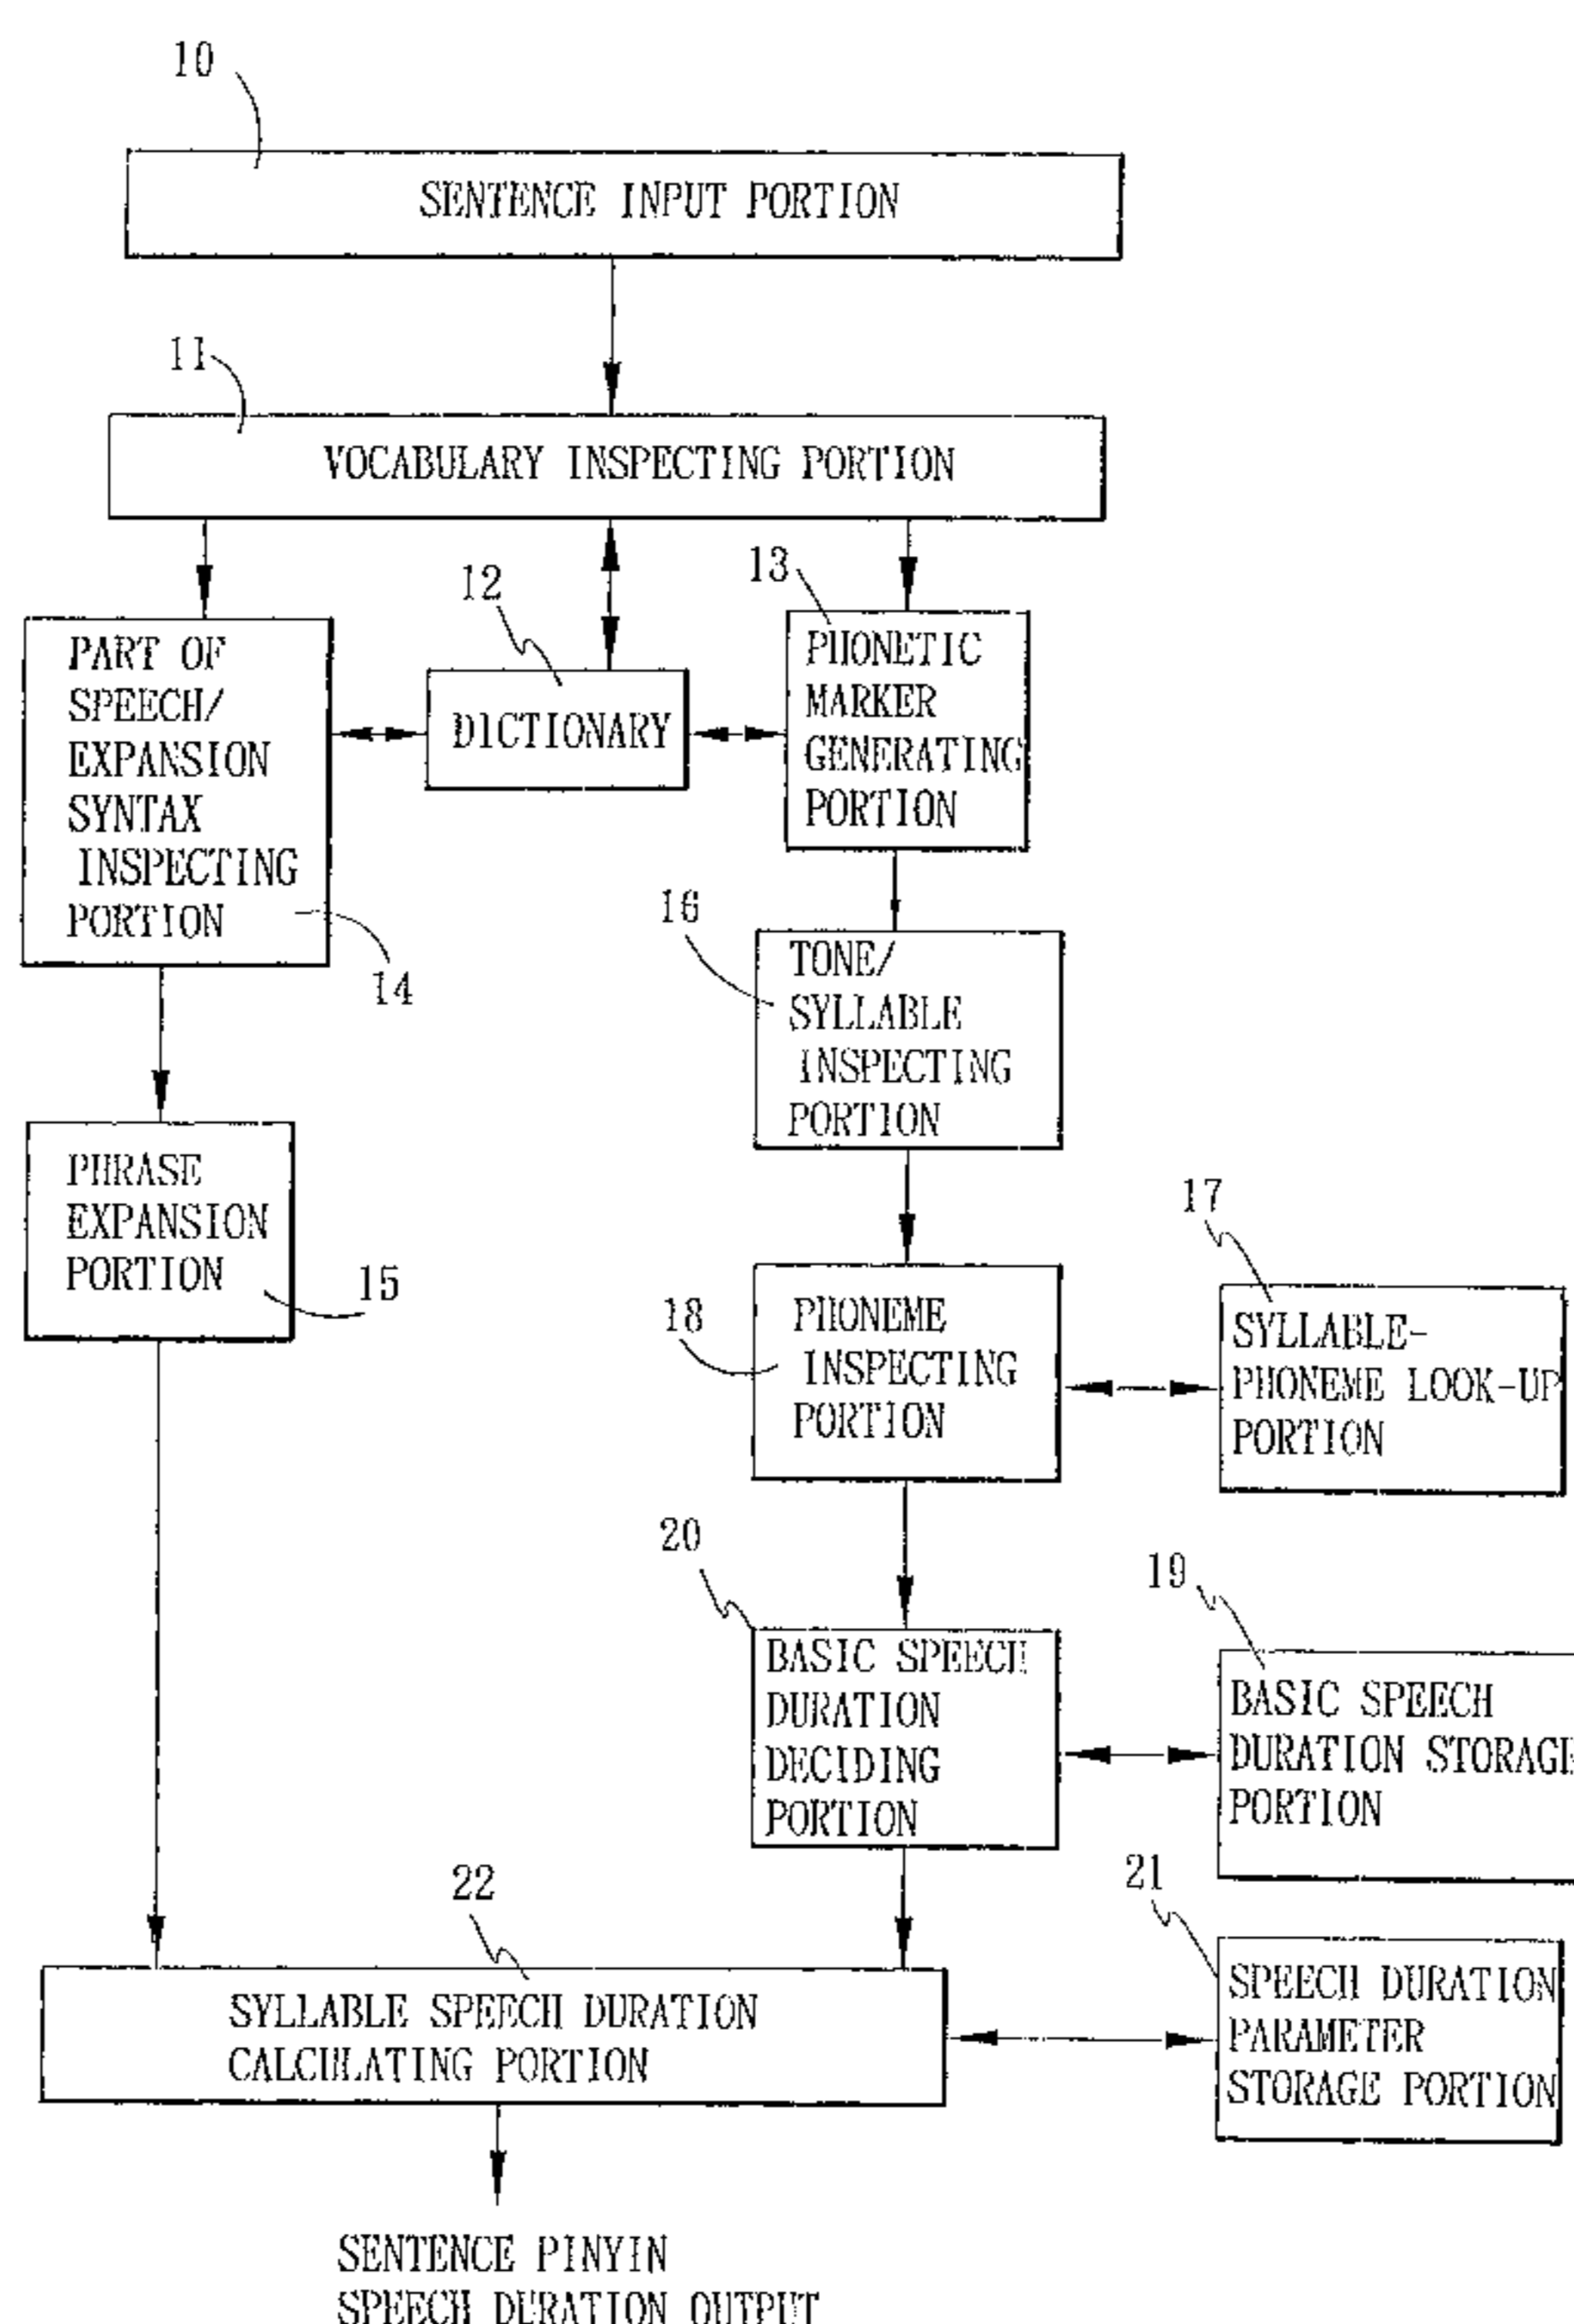 10
SENTENCE INPUT PORTION
11
VOCABULARY INSPECTING PORTION
12
13
PART OF
SPEECH/
EXPANSION
SYNTAX
INSPECTING
PORTION
14
DICTIONARY
PHONETIC
MARKER
GENERATING
PORTION
16
TONE/
SYLLABLE
INSPECTING
PORTION
PHRASE
EXPANSION
PORTION
15
17
18
PHONEME
INSPECTING
PORTION
SYLLABLE-
PHONEME LOOK-UP
PORTION
20
19
BASIC SPEECH
DURATION
DECIDING
PORTION
BASIC SPEECH
DURATION STORAGE
PORTION
22
21
SYLLABLE SPEECH DURATION
CALCULATING PORTION
SPEECH DURATION
PARAMETER
STORAGE PORTION
SENTENCE PINYIN
SPEECH DURATION OUTPUT